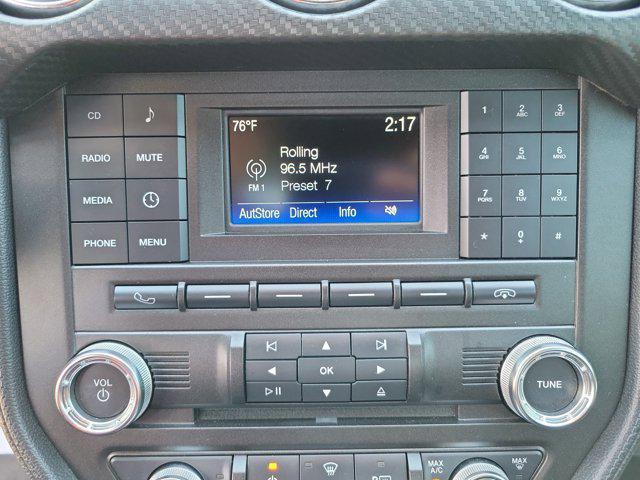 CD
RADIO MUTE
MEDIA
PHONE MENU
76°F 2:17
Rolling
96.5 MHz
FM 1 Preset 7
AutStore Direct Info
1 2 ABC 3 DEF
4 GHI 5 JKL 6 MNO
7 PQRS 8 TUV 9 WXYZ
* 0 + #
VOL
OK
TUNE
MAX A/C
MAX